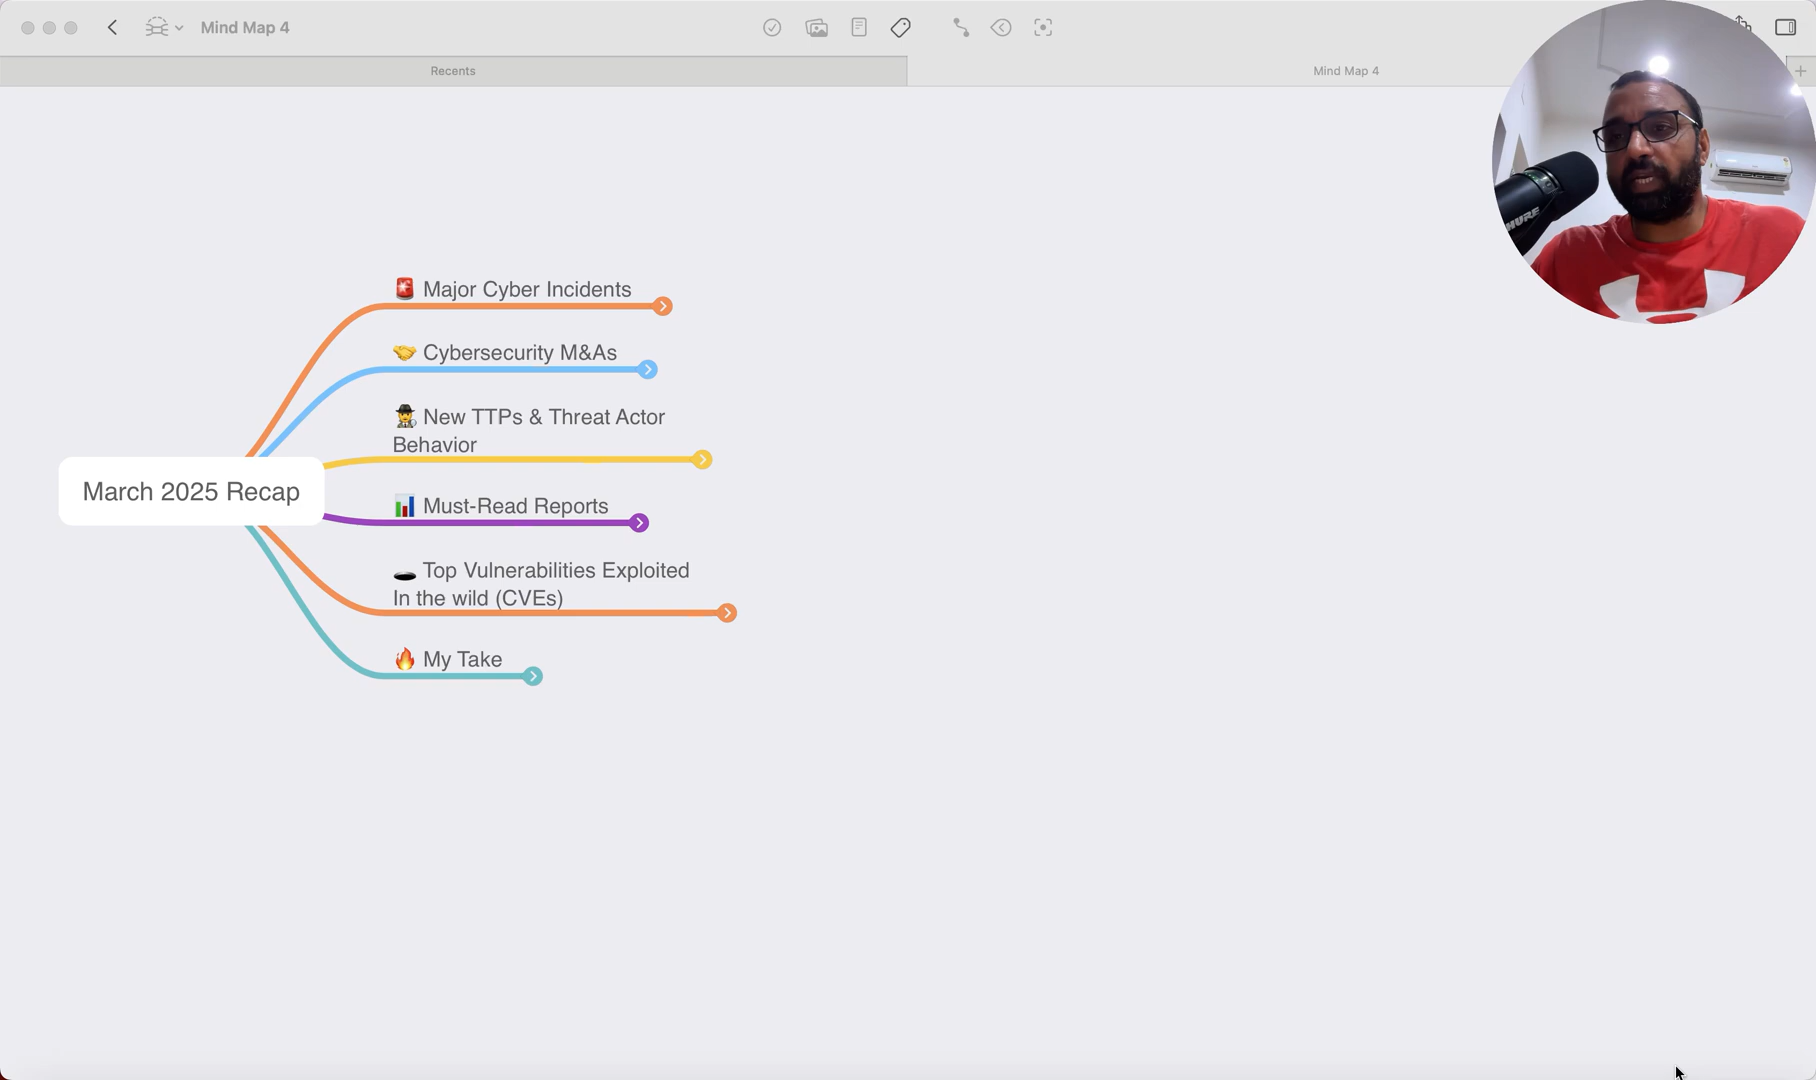 Mind Map 4
Recents
Mind Map 4
🚨 Major Cyber Incidents
🤝 Cybersecurity M&As
🕵️ New TTPs & Threat Actor
Behavior
March 2025 Recap
📊 Must-Read Reports
🕳️ Top Vulnerabilities Exploited
In the wild (CVEs)
🔥 My Take